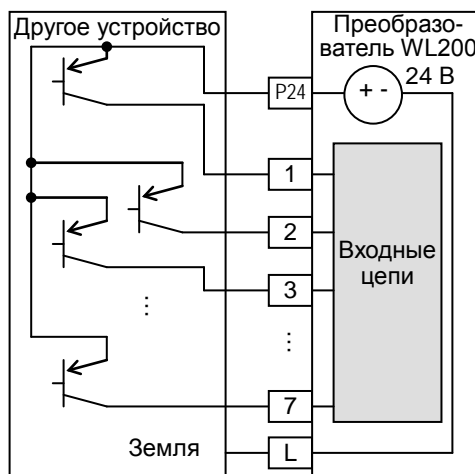 Другое устройство
Преобразо-
ватель WL200
P24
+ -
24 В
1
2
Входные
цепи
3
...
...
7
Земля
L